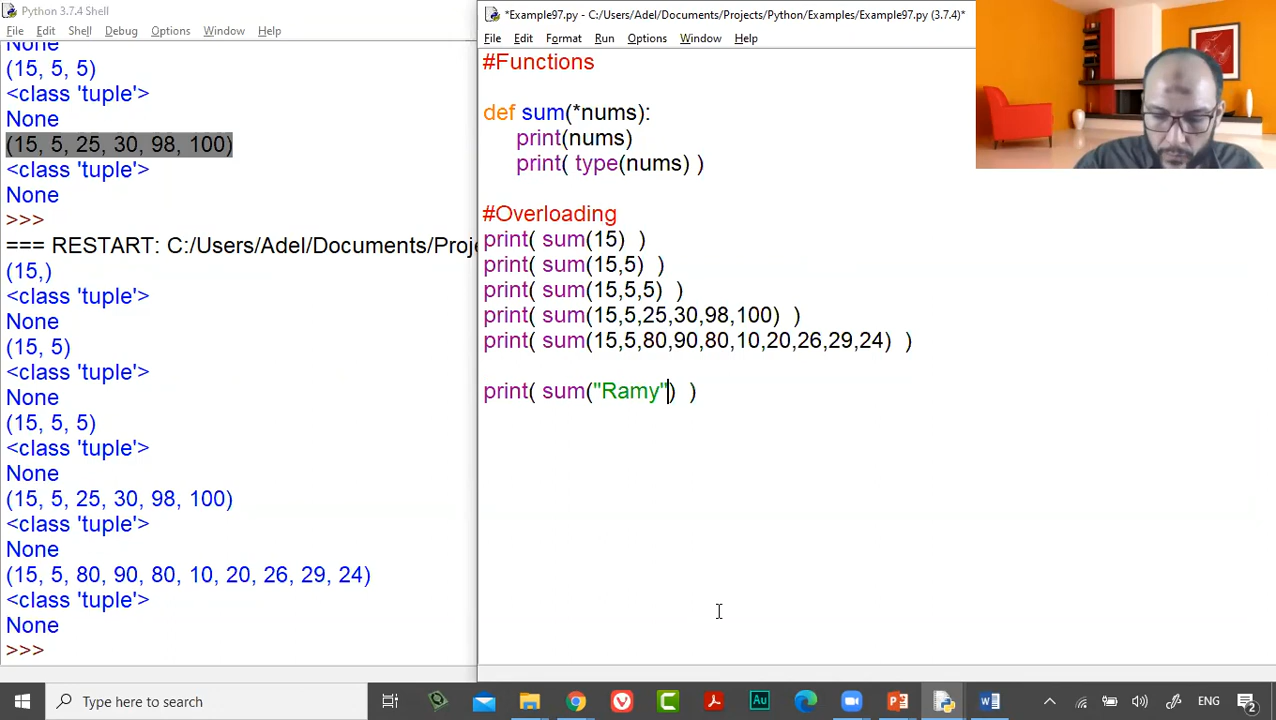 Python 3.7.4 Shell
File Edit Shell Debug Options Window Help
None
(15, 5, 5)
<class 'tuple'>
None
(15, 5, 25, 30, 98, 100)
<class 'tuple'>
None
>>>
=== RESTART: C:/Users/Adel/Documents/Proje
(15,)
<class 'tuple'>
None
(15, 5)
<class 'tuple'>
None
(15, 5, 5)
<class 'tuple'>
None
(15, 5, 25, 30, 98, 100)
<class 'tuple'>
None
(15, 5, 80, 90, 80, 10, 20, 26, 29, 24)
<class 'tuple'>
None
>>>
*Example97.py - C:/Users/Adel/Documents/Projects/Python/Examples/Example97.py (3.7.4)*
File Edit Format Run Options Window Help
#Functions
def sum(*nums):
print(nums)
print( type(nums) )
#Overloading
print( sum(15) )
print( sum(15,5) )
print( sum(15,5,5) )
print( sum(15,5,25,30,98,100) )
print( sum(15,5,80,90,80,10,20,26,29,24) )
print( sum("Ramy") )
Type here to search
Au
ENG
2